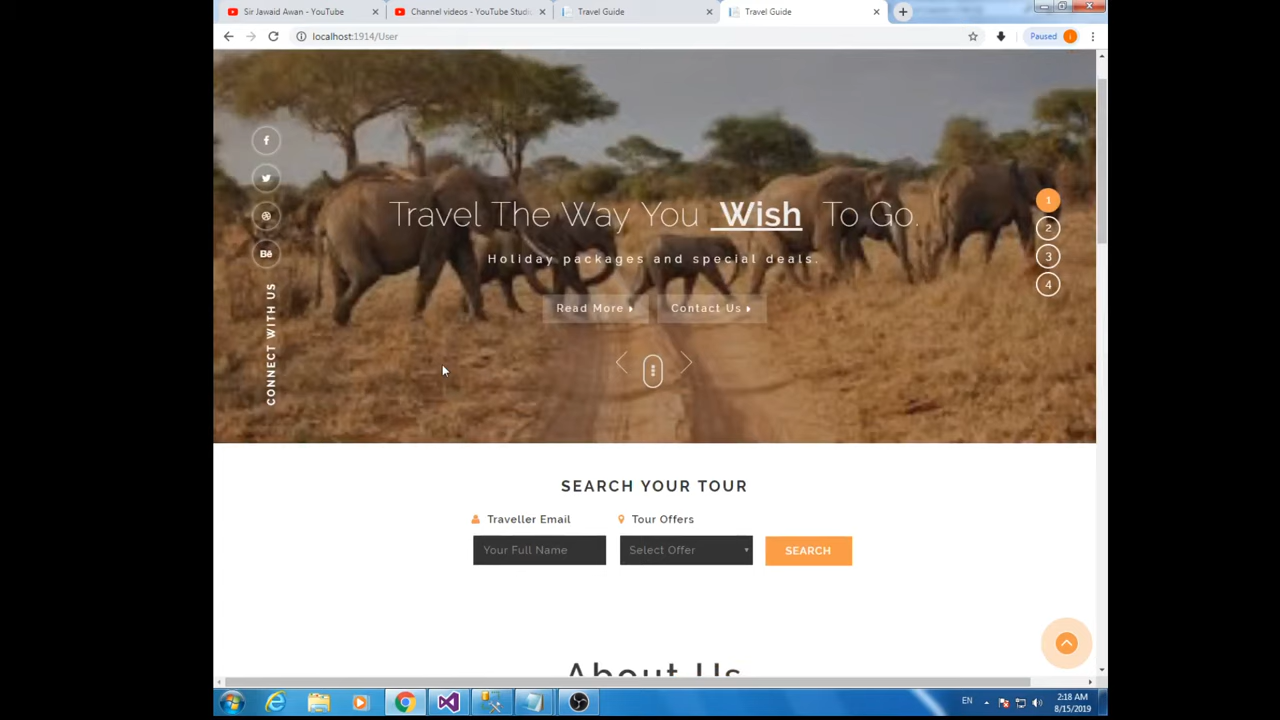 Sir Jawaid Awan - YouTube
Channel videos - YouTube Studio
Travel Guide
Travel Guide
localhost:1914/User
Paused
i
Travel The Way You Wish To Go.
Holiday packages and special deals.
Read More
Contact Us
1
2
3
4
Bē
CONNECT WITH US
SEARCH YOUR TOUR
Traveller Email
Tour Offers
Your Full Name
Select Offer
SEARCH
About Us
EN
2:18 AM
8/15/2019